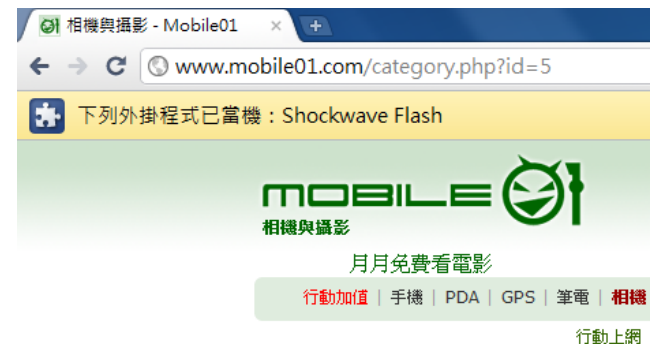 相機與攝影 - Mobile01
www.mobile01.com/category.php?id=5
下列外掛程式已當機：Shockwave Flash
MOBILE01
相機與攝影
月月免費看電影
行動加值 | 手機 | PDA | GPS | 筆電 | 相機
行動上網